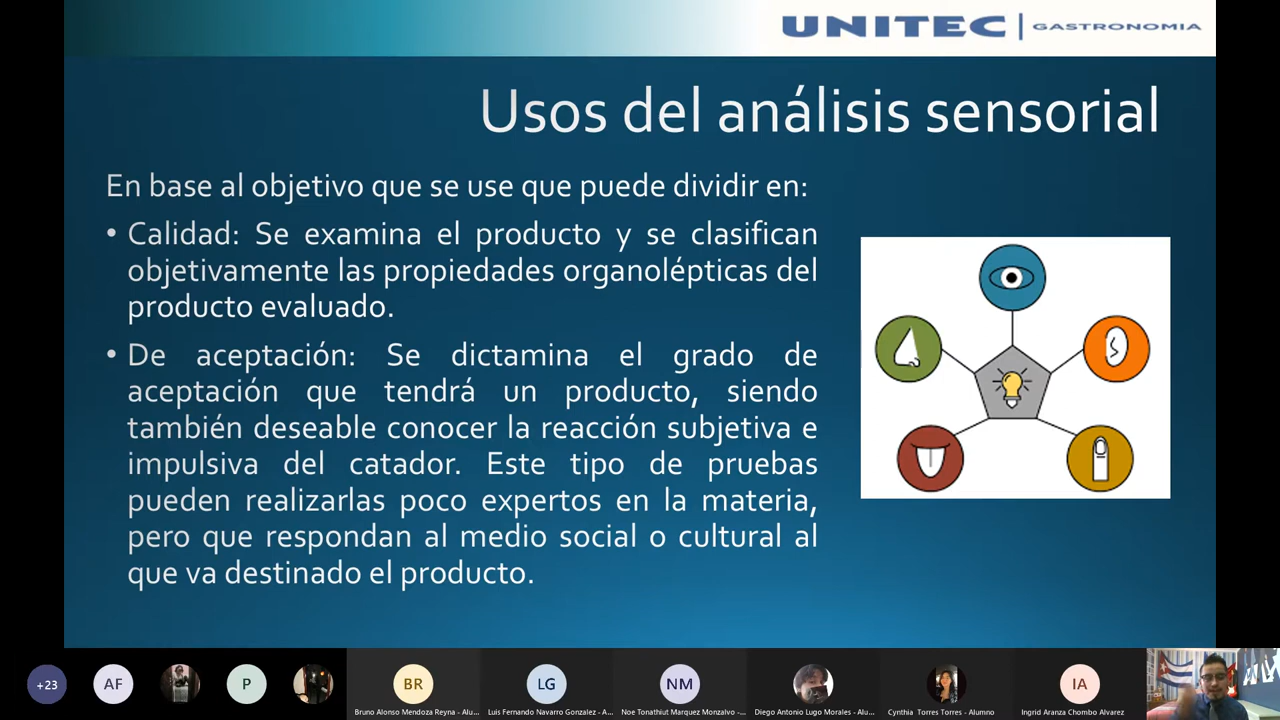 UNITEC | GASTRONOMIA
Usos del análisis sensorial
En base al objetivo que se use que puede dividir en:
• Calidad: Se examina el producto y se clasifican
objetivamente las propiedades organolépticas del
producto evaluado.
• De aceptación: Se dictamina el grado de
aceptación que tendrá un producto, siendo
también deseable conocer la reacción subjetiva e
impulsiva del catador. Este tipo de pruebas
pueden realizarlas poco expertos en la materia,
pero que respondan al medio social o cultural al
que va destinado el producto.
+23
AF
P
BR
LG
NM
IA
Bruno Alonso Mendoza Reyna - Alu...
Luis Fernando Navarro Gonzalez - A...
Noe Tonathiut Marquez Monzalvo -...
Diego Antonio Lugo Morales - Alu...
Cynthia Torres Torres - Alumno
Ingrid Aranza Chombo Alvarez